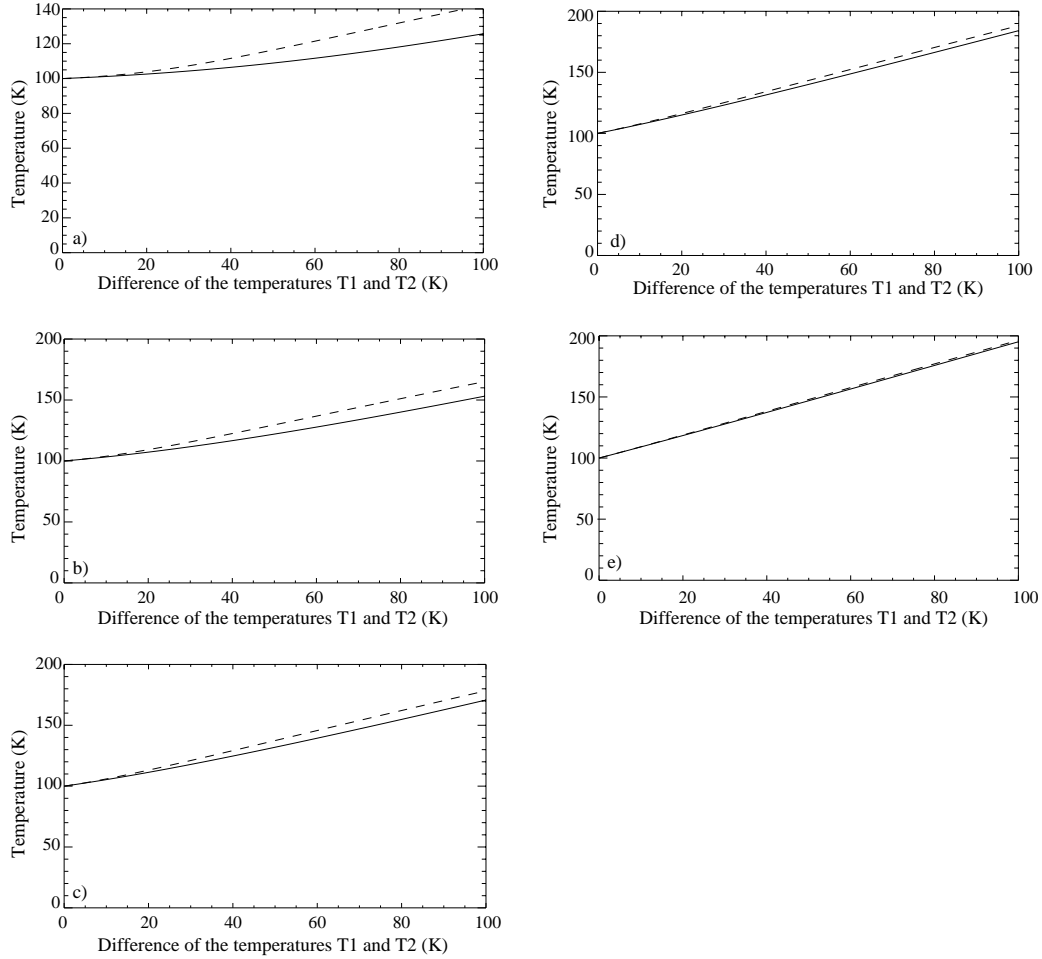 140
120
100
80
60
40
20
0
Temperature (K)
a)
0 20 40 60 80 100
Difference of the temperatures T1 and T2 (K)
200
150
100
50
0
Temperature (K)
b)
0 20 40 60 80 100
Difference of the temperatures T1 and T2 (K)
200
150
100
50
0
Temperature (K)
c)
0 20 40 60 80 100
Difference of the temperatures T1 and T2 (K)
200
150
100
50
0
Temperature (K)
d)
0 20 40 60 80 100
Difference of the temperatures T1 and T2 (K)
200
150
100
50
0
Temperature (K)
e)
0 20 40 60 80 100
Difference of the temperatures T1 and T2 (K)